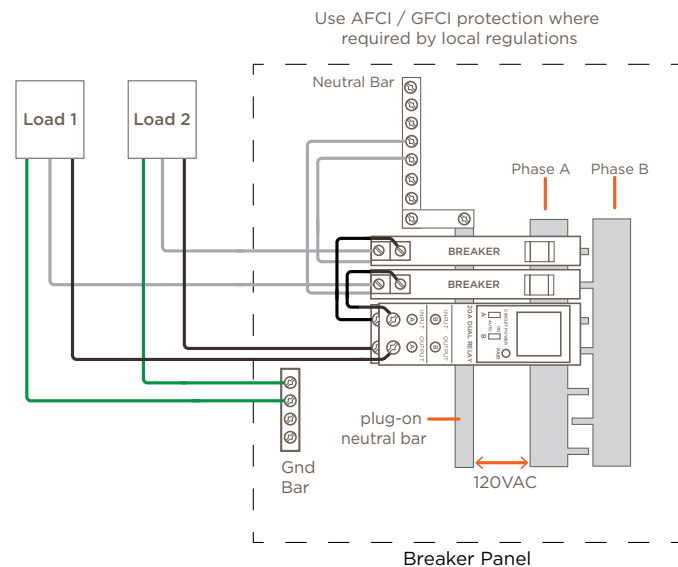 Use AFCI / GFCI protection where
required by local regulations
Neutral Bar
Load 1
Load 2
Phase A
Phase B
BREAKER
BREAKER
INPUT
A
B
INPUT
OUTPUT
A
B
OUTPUT
20A DUAL RELAY
CIRCUIT POWER
A
B
ON
AUTO
PAIR
plug-on
neutral bar
120VAC
Gnd
Bar
Breaker Panel